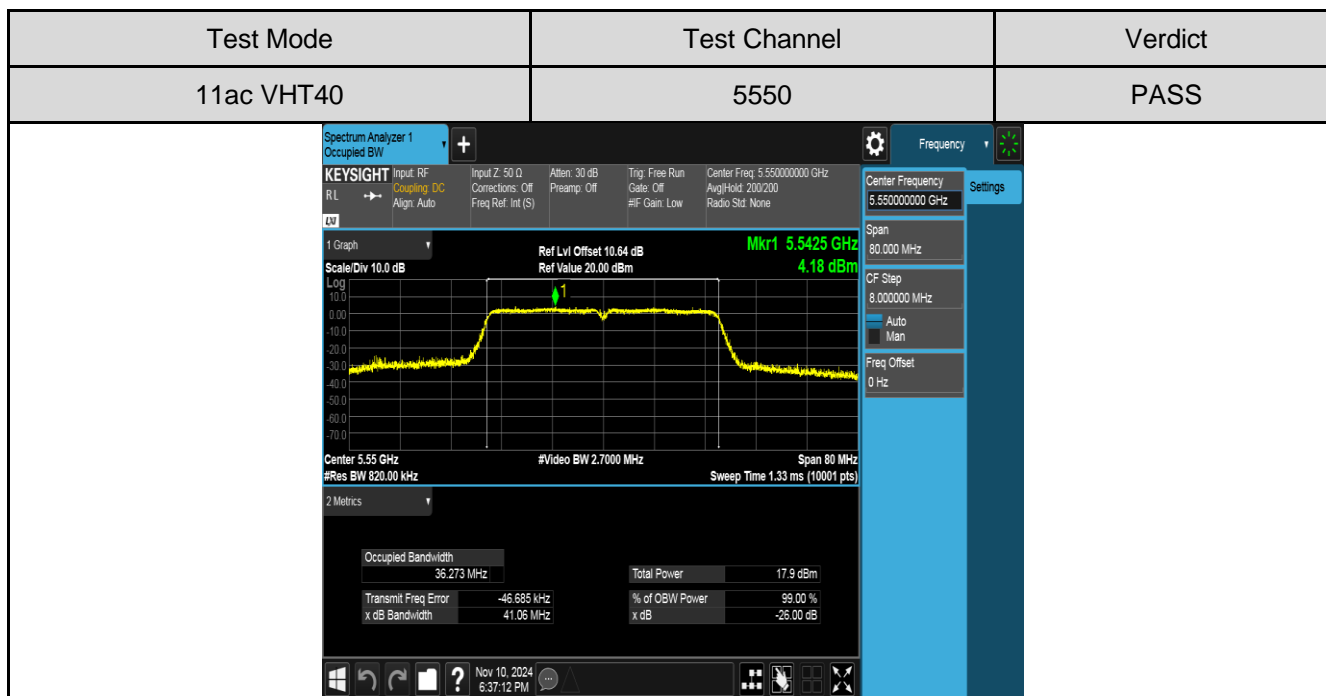 Test Mode Test Channel Verdict
11ac VHT40 5550 PASS
Spectrum Analyzer 1
Occupied BW
+
Frequency
KEYSIGHT
RL
LXI
Input: RF
Coupling: DC
Align: Auto
Input Z: 50 Ω
Corrections: Off
Freq Ref: Int (S)
Atten: 30 dB
Preamp: Off
Trig: Free Run
Gate: Off
#IF Gain: Low
Center Freq: 5.550000000 GHz
Avg|Hold: 200/200
Radio Std: None
Center Frequency
5.550000000 GHz
Settings
Span
80.000 MHz
CF Step
8.000000 MHz
Auto
Man
Freq Offset
0 Hz
1 Graph
Scale/Div 10.0 dB
Ref Lvl Offset 10.64 dB
Ref Value 20.00 dBm
Mkr1 5.5425 GHz
4.18 dBm
Log
10.0
0.00
-10.0
-20.0
-30.0
-40.0
-50.0
-60.0
-70.0
1
Center 5.55 GHz #Video BW 2.7000 MHz Span 80 MHz
#Res BW 820.00 kHz Sweep Time 1.33 ms (10001 pts)
2 Metrics
Occupied Bandwidth
36.273 MHz
Total Power 17.9 dBm
Transmit Freq Error -46.685 kHz % of OBW Power 99.00 %
x dB Bandwidth 41.06 MHz x dB -26.00 dB
?
Nov 10, 2024
6:37:12 PM